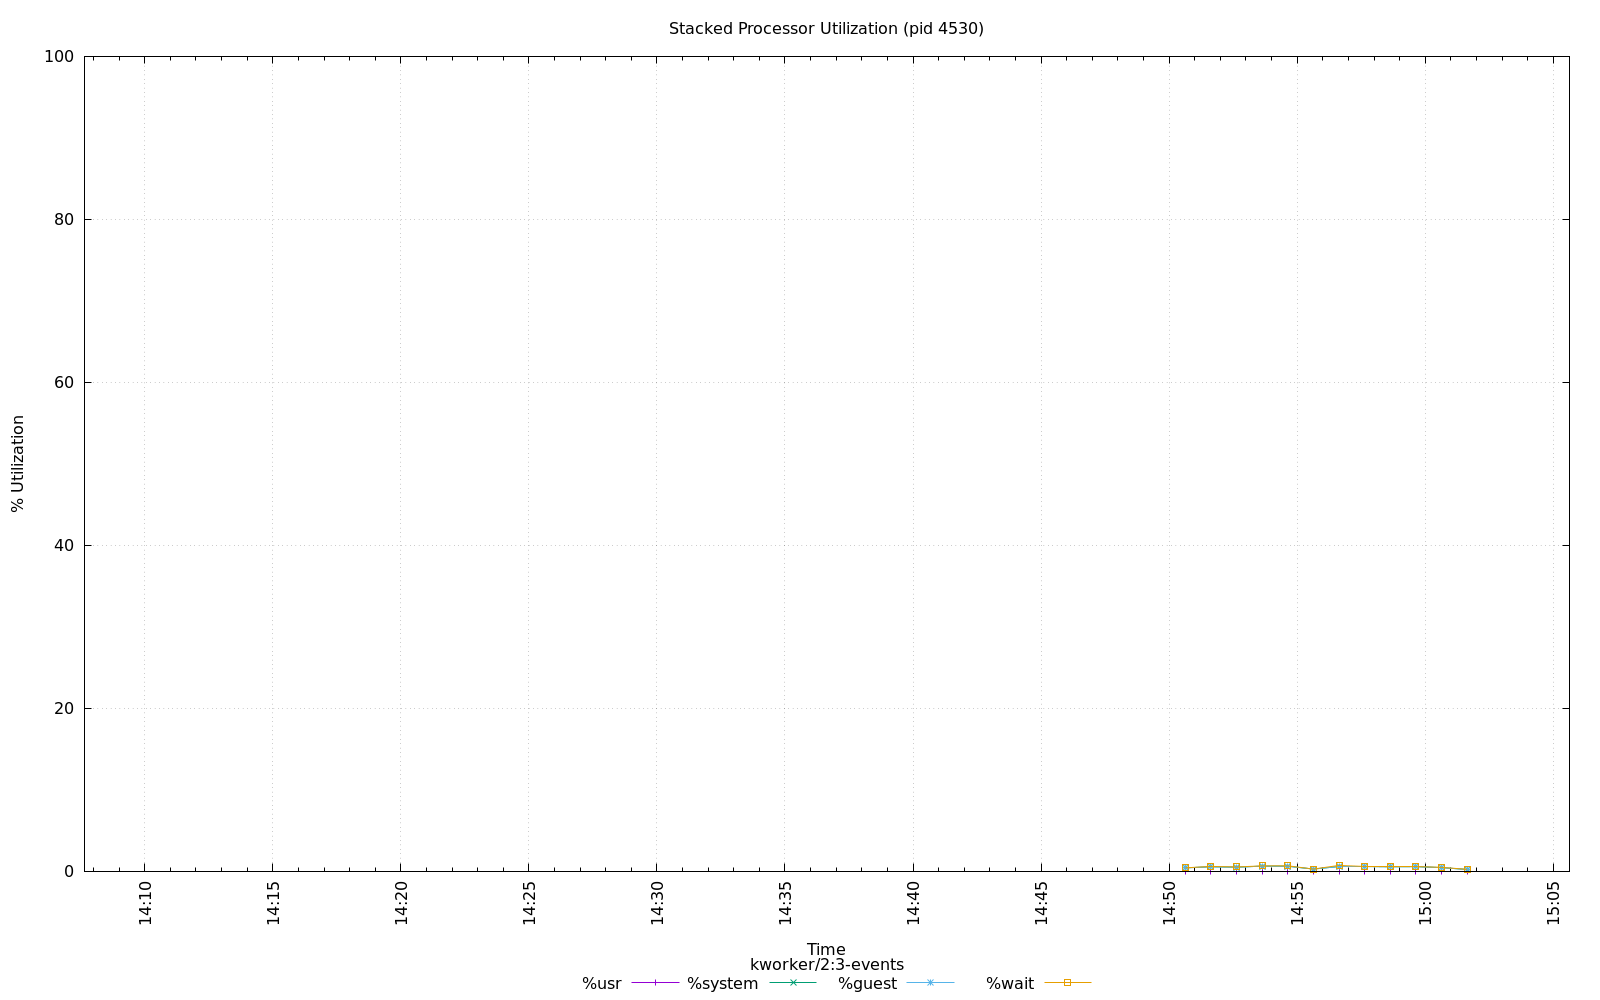 Stacked Processor Utilization (pid 4530)
100
80
60
40
20
0
% Utilization
14:10 14:15 14:20 14:25 14:30 14:35 14:40 14:45 14:50 14:55 15:00 15:05
Time
kworker/2:3-events
%usr %system %guest %wait